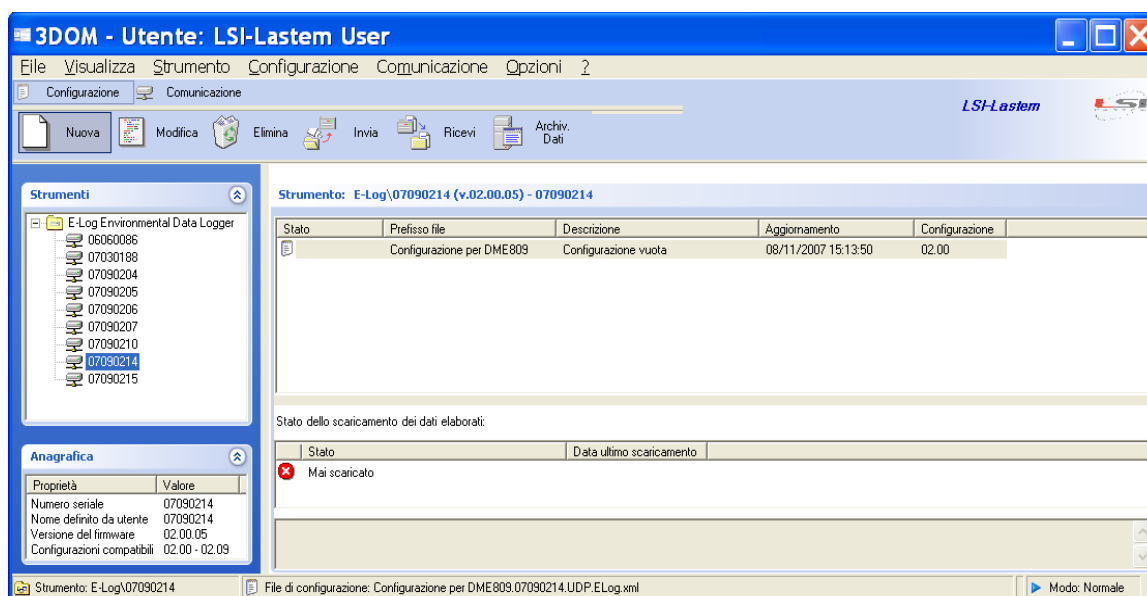 3DOM - Utente: LSI-Lastem User
File Visualizza Strumento Configurazione Comunicazione Opzioni ?
Configurazione Comunicazione
LSI-Lastem LSI
Nuova Modifica Elimina Invia Ricevi Archiv. Dati
Strumenti
E-Log Environmental Data Logger
06060086
07030188
07090204
07090205
07090206
07090207
07090210
07090214
07090215
Anagrafica
Proprietà Valore
Numero seriale 07090214
Nome definito da utente 07090214
Versione del firmware 02.00.05
Configurazioni compatibili 02.00 - 02.09
Strumento: E-Log\07090214 (v.02.00.05) - 07090214
Stato Prefisso file Descrizione Aggiornamento Configurazione
Configurazione per DME809 Configurazione vuota 08/11/2007 15:13:50 02.00
Stato dello scaricamento dei dati elaborati:
Stato Data ultimo scaricamento
Mai scaricato
Strumento: E-Log\07090214 File di configurazione: Configurazione per DME809.07090214.UDP.ELog.xml Modo: Normale